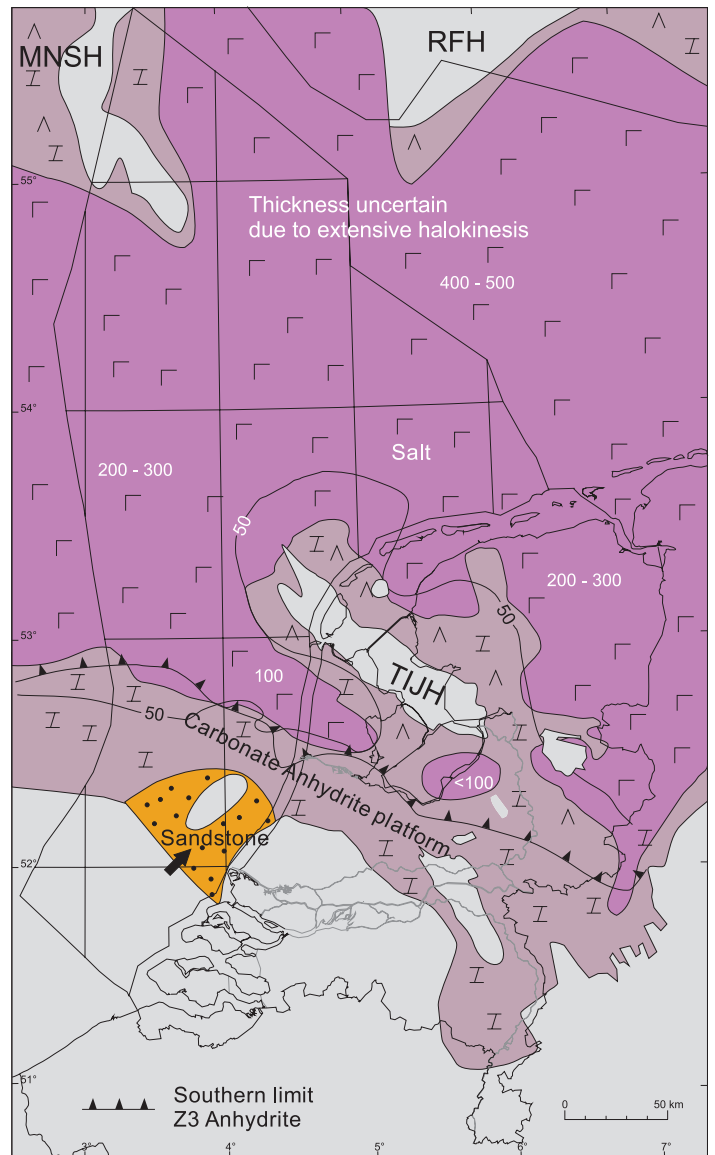 MNSH
RFH
55°
Thickness uncertain
due to extensive halokinesis
400 - 500
54°
Salt
200 - 300
50
200 - 300
50
53°
TIJH
100
50
Carbonate Anhydrite platform
<100
Sandstone
52°
51°
Southern limit
Z3 Anhydrite
0 50 km
3° 4° 5° 6° 7°